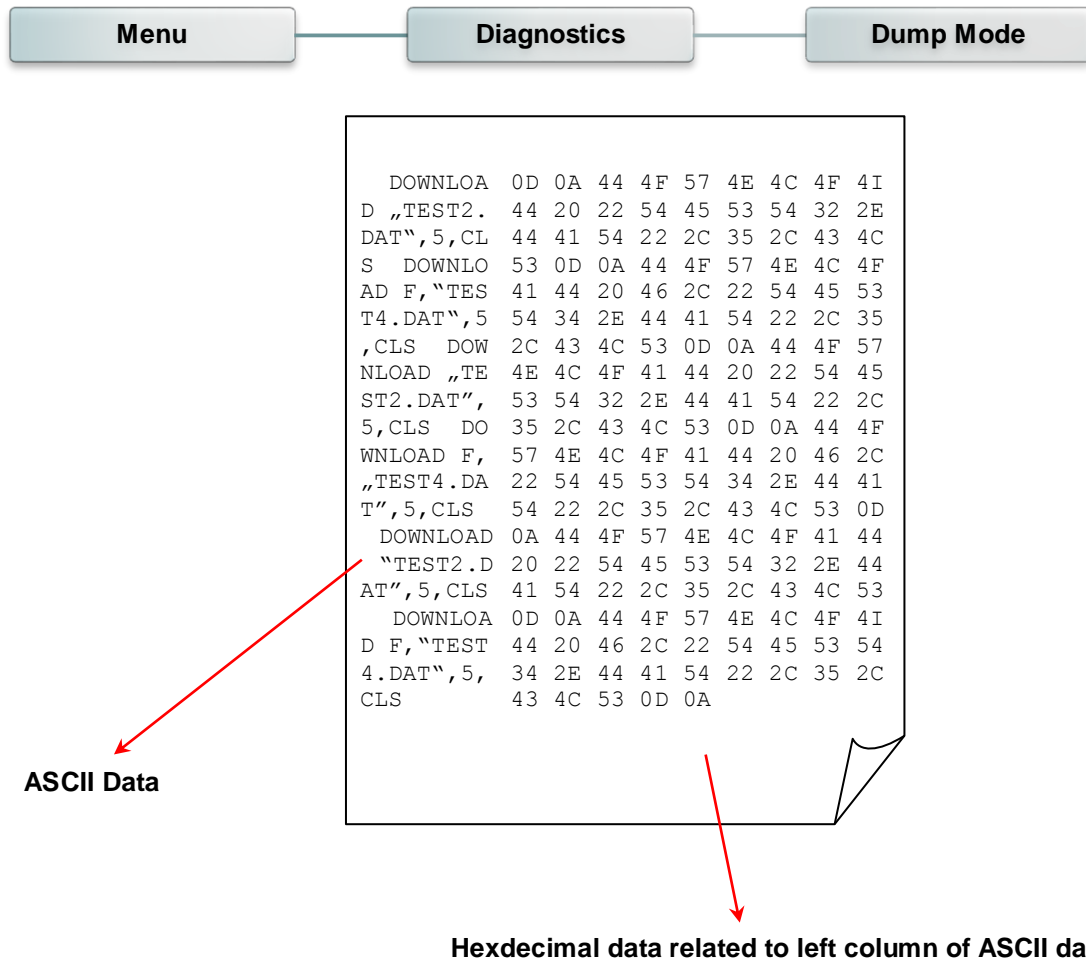 Menu Diagnostics Dump Mode
DOWNLOA 0D 0A 44 4F 57 4E 4C 4F 4I
D „TEST2. 44 20 22 54 45 53 54 32 2E
DAT‟,5,CL 44 41 54 22 2C 35 2C 43 4C
S DOWNLO 53 0D 0A 44 4F 57 4E 4C 4F
AD F,‟TES 41 44 20 46 2C 22 54 45 53
T4.DAT‟,5 54 34 2E 44 41 54 22 2C 35
,CLS DOW 2C 43 4C 53 0D 0A 44 4F 57
NLOAD „TE 4E 4C 4F 41 44 20 22 54 45
ST2.DAT”, 53 54 32 2E 44 41 54 22 2C
5,CLS DO 35 2C 43 4C 53 0D 0A 44 4F
WNLOAD F, 57 4E 4C 4F 41 44 20 46 2C
„TEST4.DA 22 54 45 53 54 34 2E 44 41
T”,5,CLS 54 22 2C 35 2C 43 4C 53 0D
DOWNLOAD 0A 44 4F 57 4E 4C 4F 41 44
‟TEST2.D 20 22 54 45 53 54 32 2E 44
AT”,5,CLS 41 54 22 2C 35 2C 43 4C 53
DOWNLOA 0D 0A 44 4F 57 4E 4C 4F 4I
D F,‟TEST 44 20 46 2C 22 54 45 53 54
4.DAT‟,5, 34 2E 44 41 54 22 2C 35 2C
CLS 43 4C 53 0D 0A
ASCII Data
Hexdecimal data related to left column of ASCII da